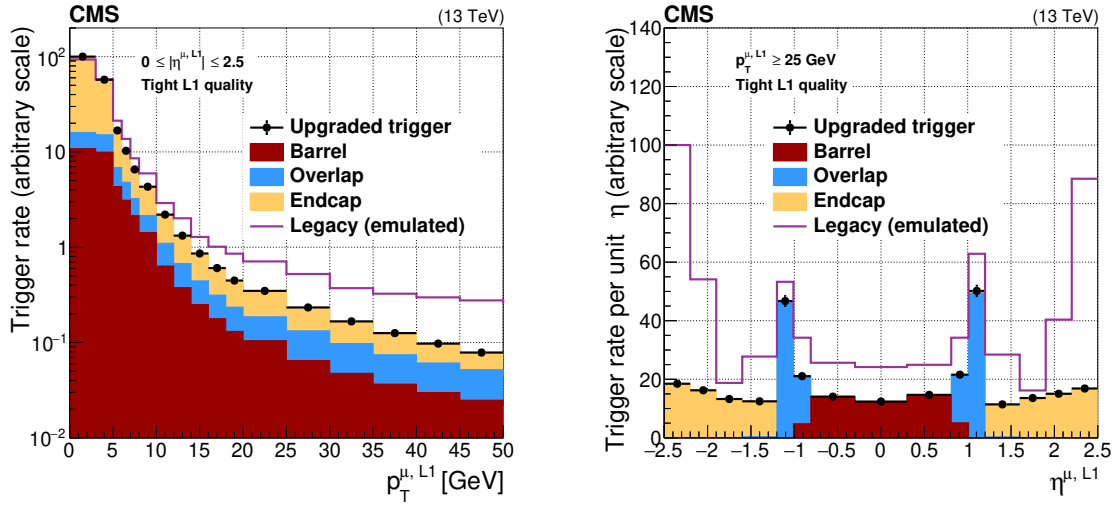 CMS
(13 TeV)
Trigger rate (arbitrary scale)
10²
10
1
10⁻¹
10⁻²
0 ≤ |η^{μ, L1}| ≤ 2.5
Tight L1 quality
Upgraded trigger
Barrel
Overlap
Endcap
Legacy (emulated)
0 5 10 15 20 25 30 35 40 45 50
p_T^{μ, L1} [GeV]
CMS
(13 TeV)
Trigger rate per unit η (arbitrary scale)
140
120
100
80
60
40
20
0
p_T^{μ, L1} ≥ 25 GeV
Tight L1 quality
Upgraded trigger
Barrel
Overlap
Endcap
Legacy (emulated)
−2.5 −2 −1.5 −1 −0.5 0 0.5 1 1.5 2 2.5
η^{μ, L1}